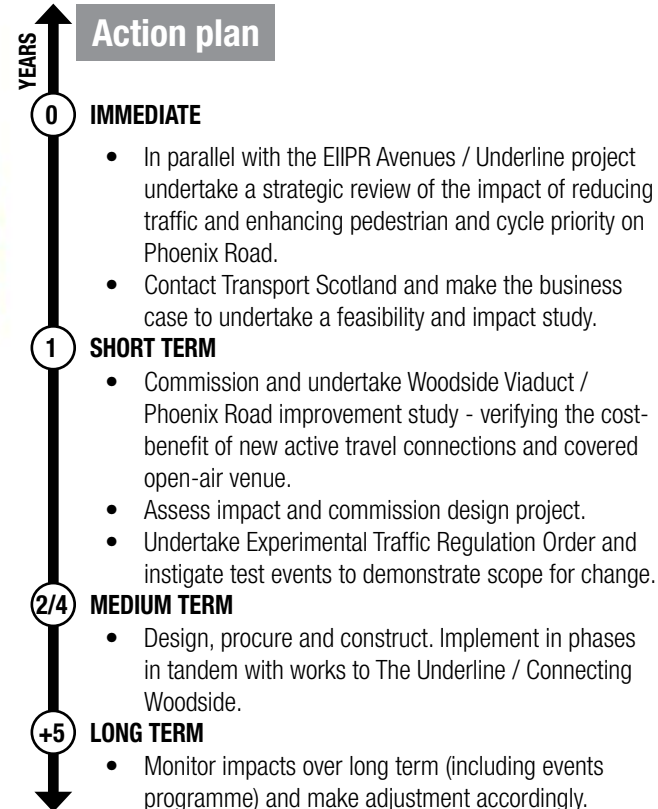 Action plan
YEARS
0 IMMEDIATE
• In parallel with the EIIPR Avenues / Underline project
undertake a strategic review of the impact of reducing
traffic and enhancing pedestrian and cycle priority on
Phoenix Road.
• Contact Transport Scotland and make the business
case to undertake a feasibility and impact study.
1 SHORT TERM
• Commission and undertake Woodside Viaduct /
Phoenix Road improvement study - verifying the cost-
benefit of new active travel connections and covered
open-air venue.
• Assess impact and commission design project.
• Undertake Experimental Traffic Regulation Order and
instigate test events to demonstrate scope for change.
2/4 MEDIUM TERM
• Design, procure and construct. Implement in phases
in tandem with works to The Underline / Connecting
Woodside.
+5 LONG TERM
• Monitor impacts over long term (including events
programme) and make adjustment accordingly.